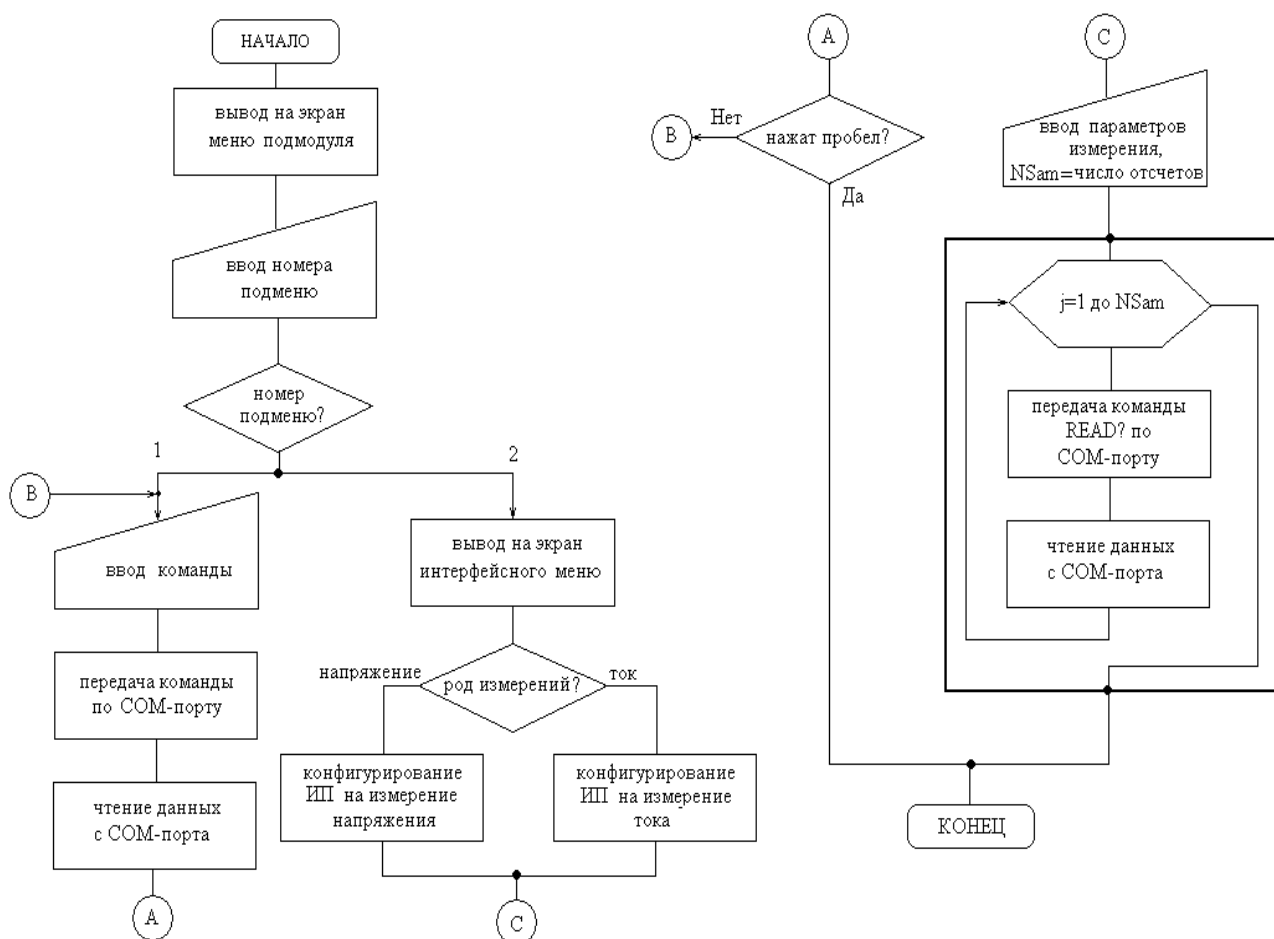 НАЧАЛО
вывод на экран
меню подмодуля
ввод номера
подменю
номер
подменю?
1
2
B
ввод команды
передача команды
по COM-порту
чтение данных
с COM-порта
A
вывод на экран
интерфейсного меню
напряжение
род измерений?
ток
конфигурирование
ИП на измерение
напряжения
конфигурирование
ИП на измерение
тока
C
A
Нет
B
нажат пробел?
Да
C
ввод параметров
измерения,
NSam=число отсчетов
j=1 до NSam
передача команды
READ? по
COM-порту
чтение данных
с COM-порта
КОНЕЦ